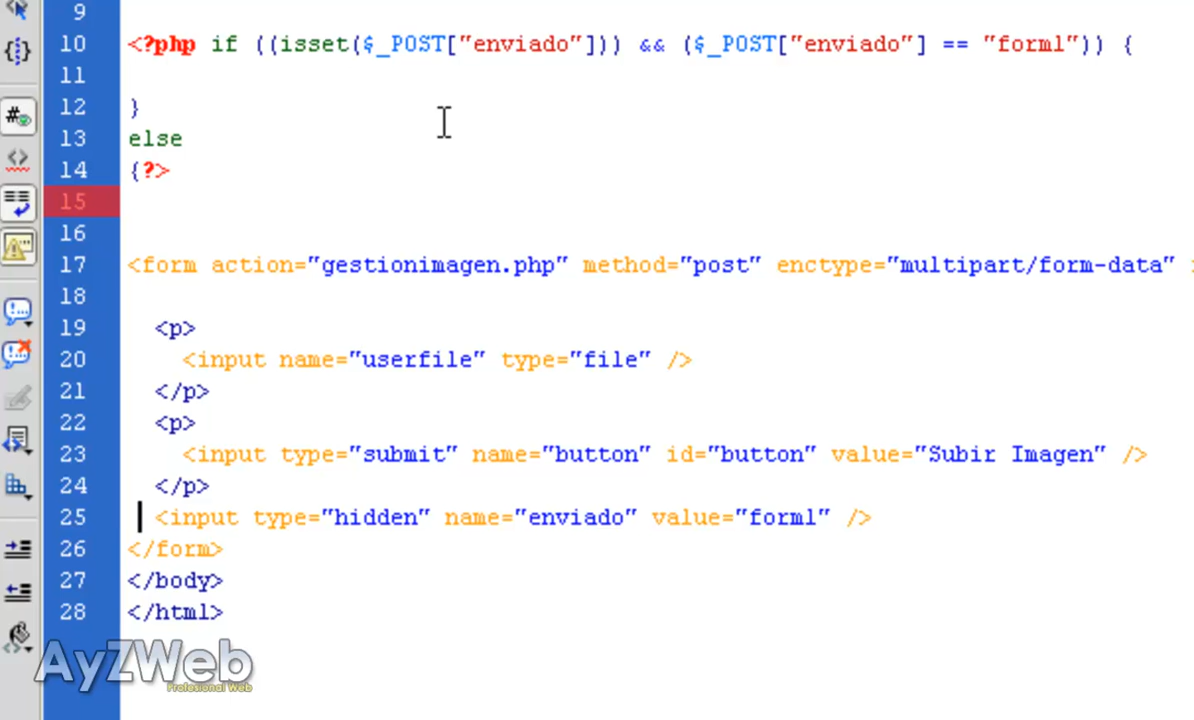 9
10 <?php if ((isset($_POST["enviado"])) && ($_POST["enviado"] == "form1")) {
11
12 }
13 else
14 {?>
15
16
17 <form action="gestionimagen.php" method="post" enctype="multipart/form-data"
18
19 <p>
20 <input name="userfile" type="file" />
21 </p>
22 <p>
23 <input type="submit" name="button" id="button" value="Subir Imagen" />
24 </p>
25 <input type="hidden" name="enviado" value="form1" />
26 </form>
27 </body>
28 </html>
AyZWeb
Profesional Web